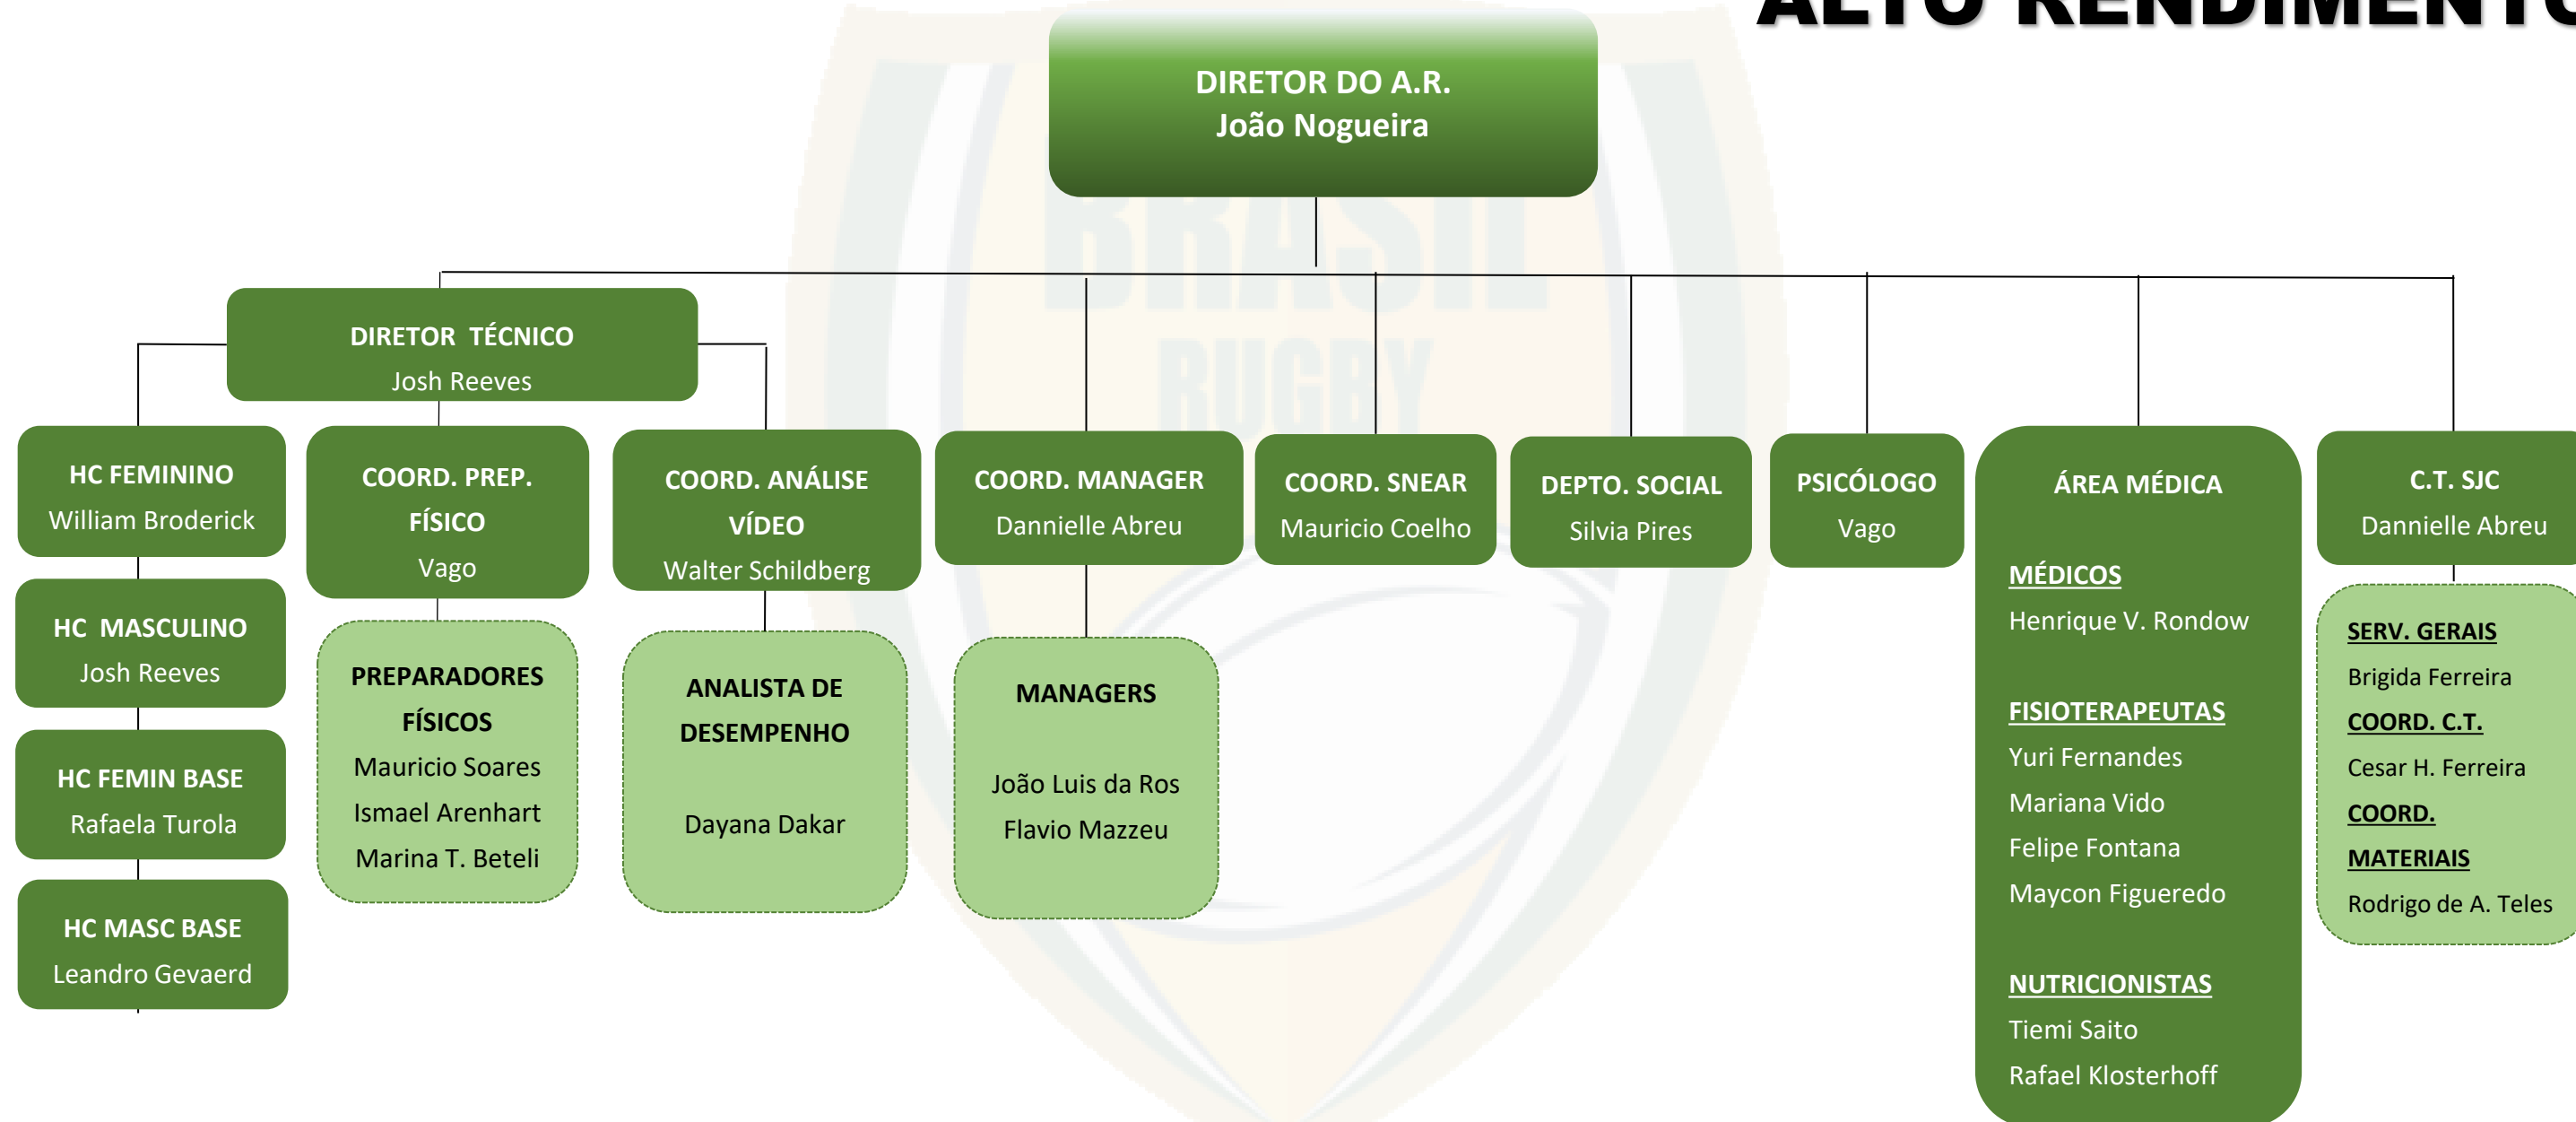 ALTO RENDIMENTO
DIRETOR DO A.R.
João Nogueira
BRASIL
RUGBY
DIRETOR TÉCNICO
Josh Reeves
HC FEMININO
William Broderick
HC MASCULINO
Josh Reeves
HC FEMIN BASE
Rafaela Turola
HC MASC BASE
Leandro Gevaerd
COORD. PREP.
FÍSICO
Vago
PREPARADORES
FÍSICOS
Mauricio Soares
Ismael Arenhart
Marina T. Beteli
COORD. ANÁLISE
VÍDEO
Walter Schildberg
ANALISTA DE
DESEMPENHO
Dayana Dakar
COORD. MANAGER
Dannielle Abreu
MANAGERS
João Luis da Ros
Flavio Mazzeu
COORD. SNEAR
Mauricio Coelho
DEPTO. SOCIAL
Silvia Pires
PSICÓLOGO
Vago
ÁREA MÉDICA
MÉDICOS
Henrique V. Rondow
FISIOTERAPEUTAS
Yuri Fernandes
Mariana Vido
Felipe Fontana
Maycon Figueredo
NUTRICIONISTAS
Tiemi Saito
Rafael Klosterhoff
C.T. SJC
Dannielle Abreu
SERV. GERAIS
Brigida Ferreira
COORD. C.T.
Cesar H. Ferreira
COORD.
MATERIAIS
Rodrigo de A. Teles